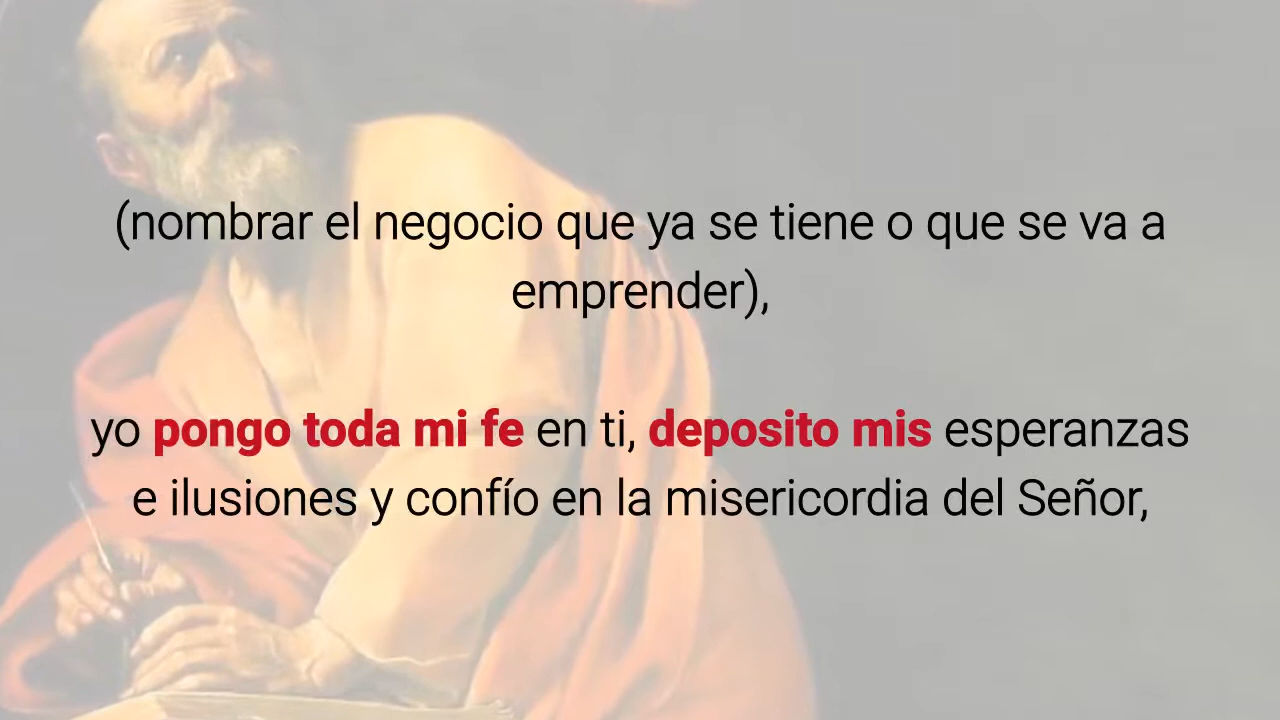 (nombrar el negocio que ya se tiene o que se va a
emprender),
yo pongo toda mi fe en ti, deposito mis esperanzas
e ilusiones y confío en la misericordia del Señor,